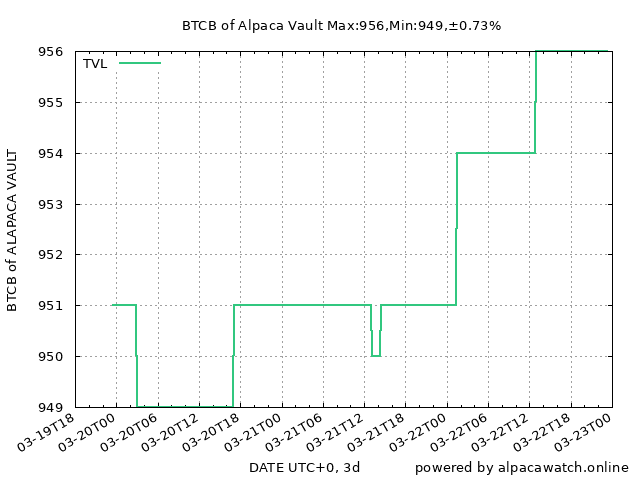 BTCB of Alpaca Vault Max:956,Min:949,±0.73%
TVL
956
955
954
953
952
951
950
949
BTCB of ALAPACA VAULT
03-19T18
03-20T00
03-20T06
03-20T12
03-20T18
03-21T00
03-21T06
03-21T12
03-21T18
03-22T00
03-22T06
03-22T12
03-22T18
03-23T00
DATE UTC+0, 3d
powered by alpacawatch.online